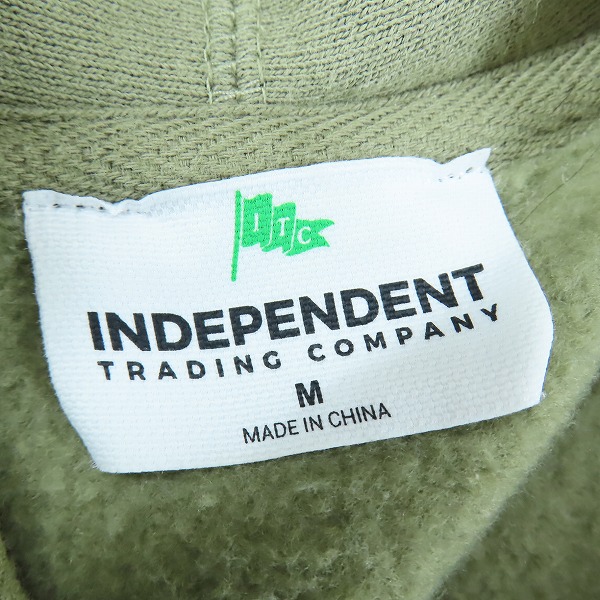 ITC
INDEPENDENT
TRADING COMPANY
M
MADE IN CHINA